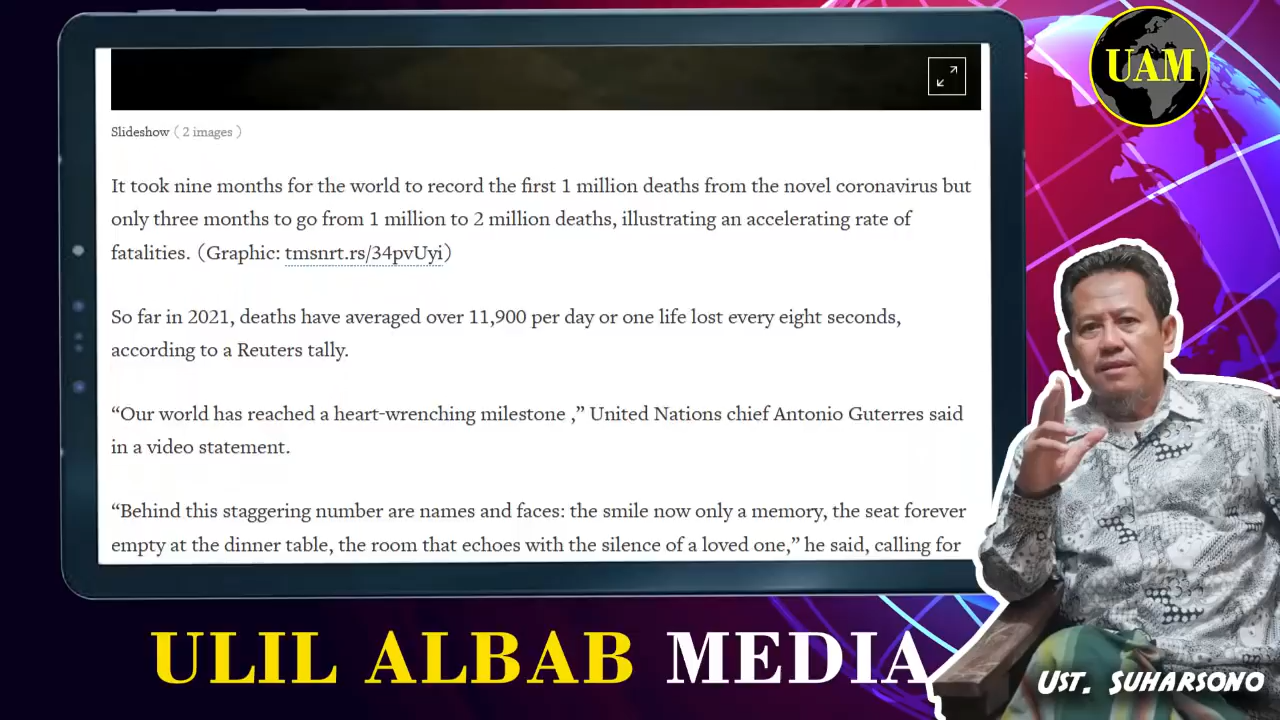 UAM
Slideshow ( 2 images )
It took nine months for the world to record the first 1 million deaths from the novel coronavirus but
only three months to go from 1 million to 2 million deaths, illustrating an accelerating rate of
fatalities. (Graphic: tmsnrt.rs/34pvUyi)
So far in 2021, deaths have averaged over 11,900 per day or one life lost every eight seconds,
according to a Reuters tally.
“Our world has reached a heart-wrenching milestone ,” United Nations chief Antonio Guterres said
in a video statement.
“Behind this staggering number are names and faces: the smile now only a memory, the seat forever
empty at the dinner table, the room that echoes with the silence of a loved one,” he said, calling for
ULIL ALBAB MEDIA
UST. SUHARSONO